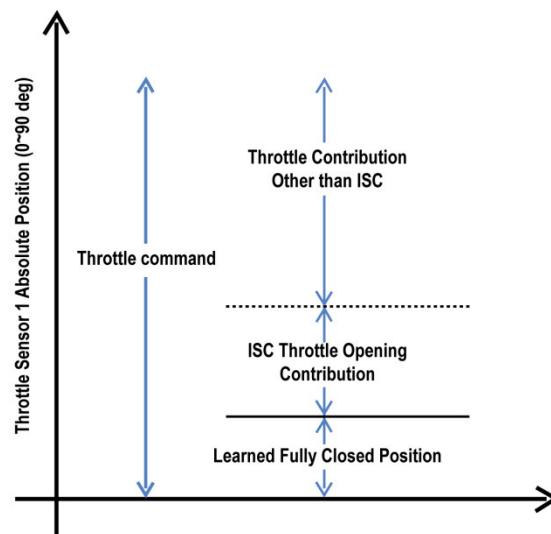 Throttle Sensor 1 Absolute Position (0~90 deg)
Throttle Contribution
Other than ISC
Throttle command
ISC Throttle Opening
Contribution
Learned Fully Closed Position